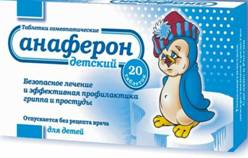 Таблетки гомеопатические
анаферон
детский
20
таблеток
Безопасное лечение
и эффективная профилактика
гриппа и простуды
Отпускается без рецепта врача
для детей